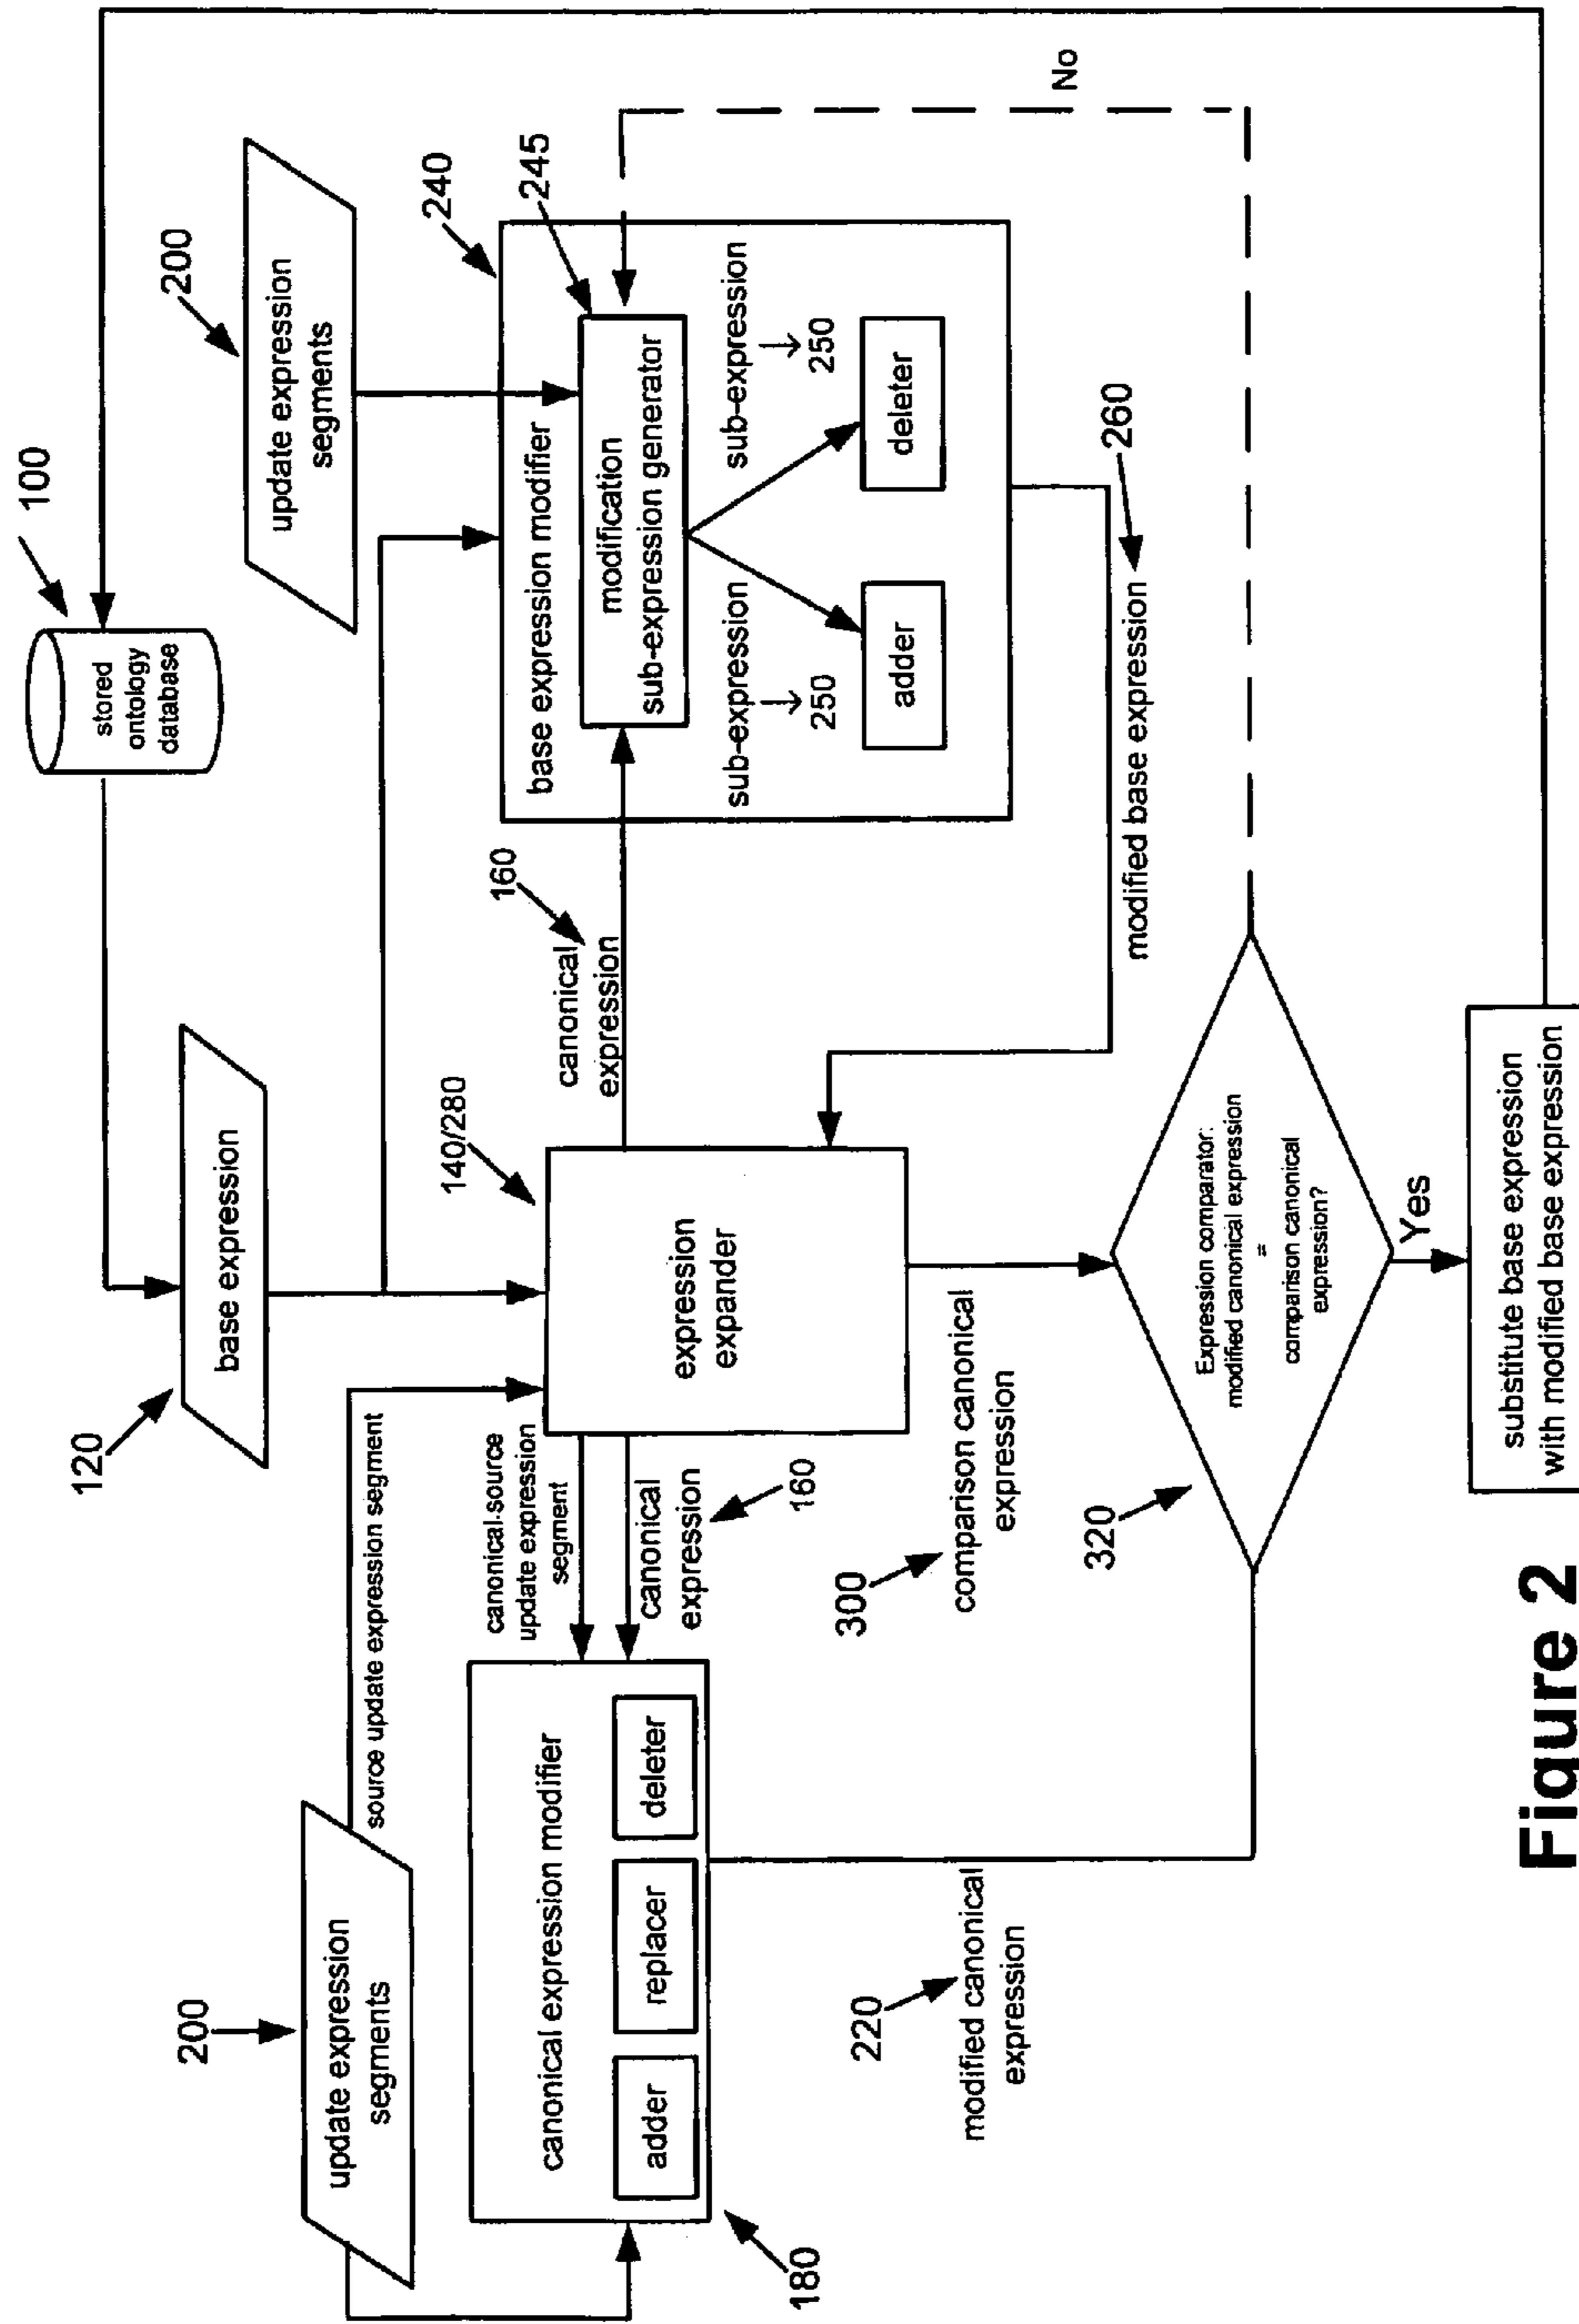 100
stored
ontology
database
200
update expression
segments
120
base expression
200
update expression
segments
source update expression segment
240
base expression modifier
245
modification
sub-expression generator
sub-expression
↓
250
sub-expression
↓
250
adder
deleter
160
canonical
expression
140/280
expression
expander
canonical-source
update expression
segment
canonical
expression
160
canonical expression modifier
adder
replacer
deleter
180
220
modified canonical
expression
300
comparison canonical
expression
modified base expression
260
320
Expression comparator:
modified canonical expression
=
comparison canonical
expression?
No
Yes
substitute base expression
with modified base expression
Figure 2